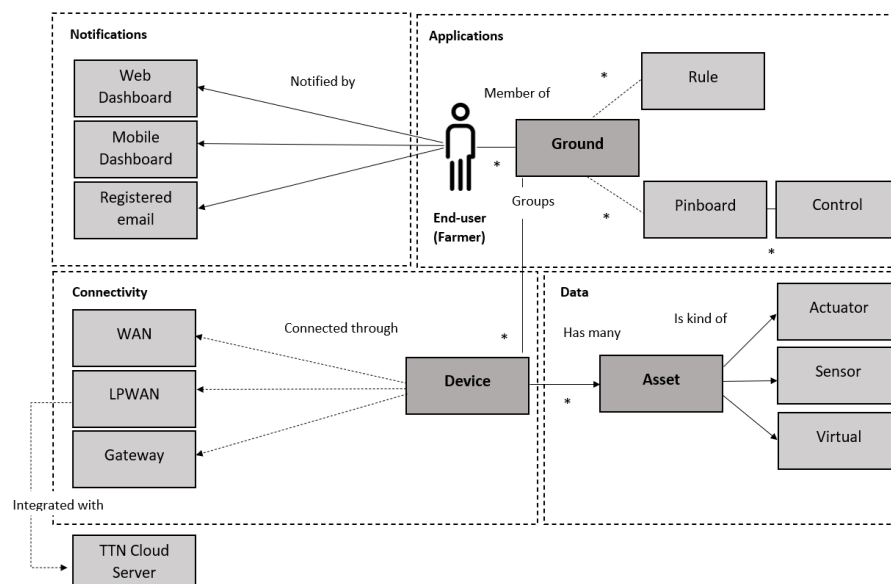 Notifications
Web
Dashboard
Mobile
Dashboard
Registered
email
Notified by
Applications
Member of
*
Rule
Ground
*
End-user
(Farmer)
Groups
*
Pinboard
Control
*
Connectivity
WAN
LPWAN
Gateway
Connected through
*
Device
Integrated with
TTN Cloud
Server
Data
Has many
*
Is kind of
Asset
Actuator
Sensor
Virtual